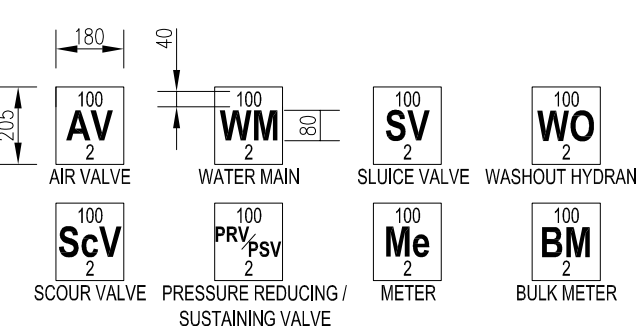 180
40
205
100
AV
2
AIR VALVE
100
WM
2
80
WATER MAIN
100
SV
2
SLUICE VALVE
100
WO
2
WASHOUT HYDRAN
100
ScV
2
SCOUR VALVE
100
PRV/PSV
2
PRESSURE REDUCING /
SUSTAINING VALVE
100
Me
2
METER
100
BM
2
BULK METER